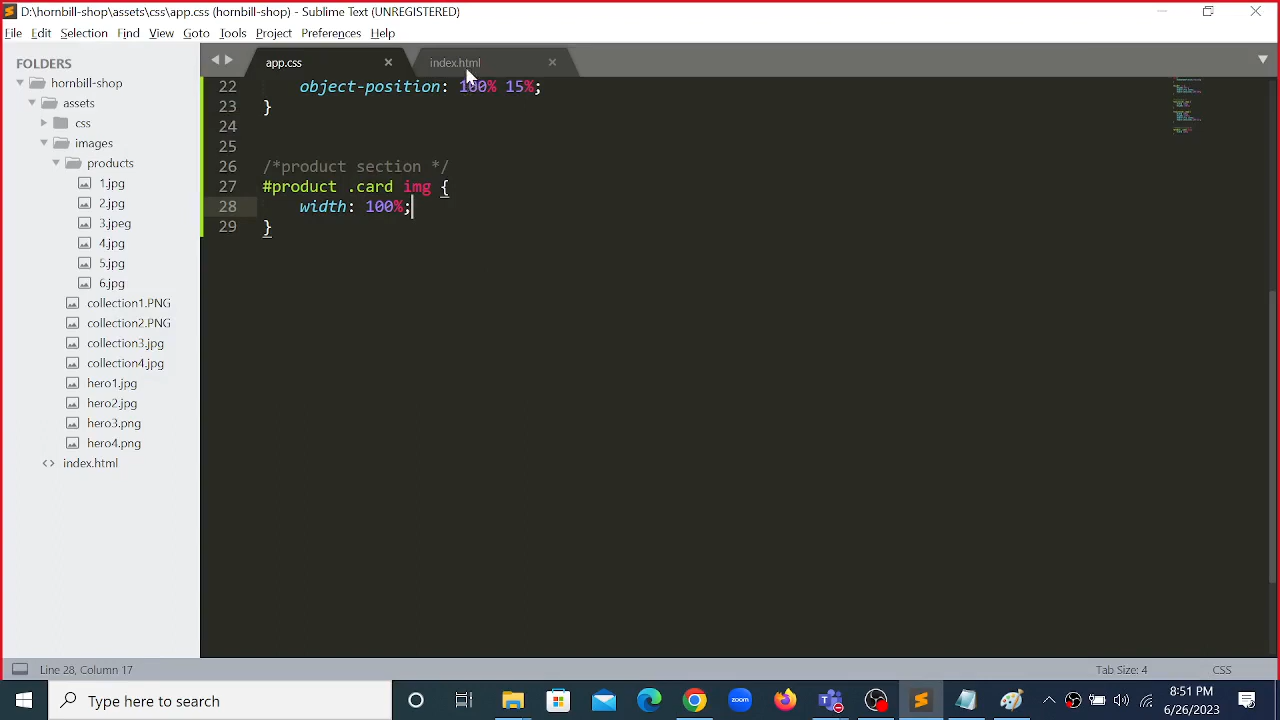 D:\hornbill-shop\assets\css\app.css (hornbill-shop) - Sublime Text (UNREGISTERED)
File Edit Selection Find View Goto Tools Project Preferences Help
FOLDERS
hornbill-shop
assets
css
images
products
1.jpg
2.jpg
3.jpeg
4.jpg
5.jpg
6.jpg
collection1.PNG
collection2.PNG
collection3.jpg
collection4.jpg
hero1.jpg
hero2.jpg
hero3.png
hero4.png
index.html
app.css
index.html
22 object-position: 100% 15%;
23 }
24
25
26 /*product section */
27 #product .card img {
28 width: 100%;
29 }
Line 28, Column 17
Tab Size: 4
CSS
Type here to search
zoom
8:51 PM
6/26/2023